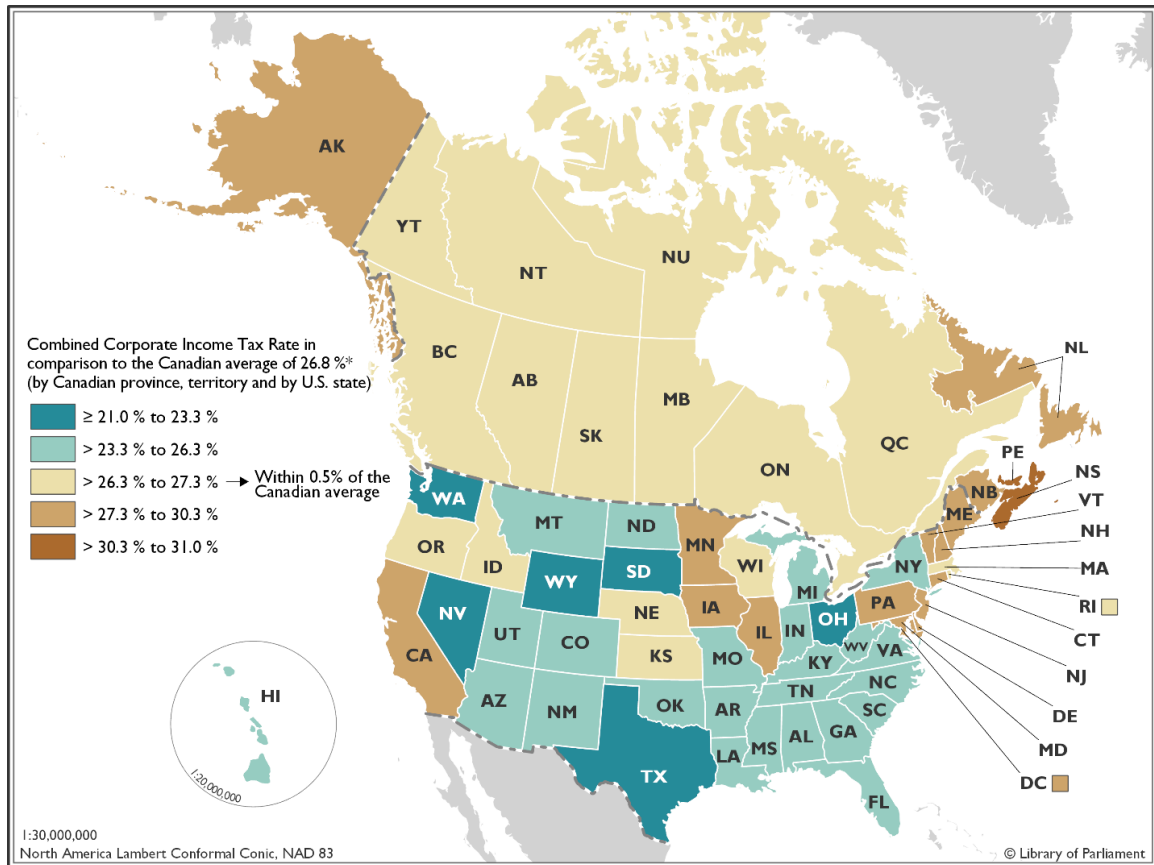 AK
YT
NT
NU
BC
AB
SK
MB
ON
QC
NL
PE
NS
NB
ME
VT
NH
MA
RI
CT
NJ
DE
MD
DC
Combined Corporate Income Tax Rate in
comparison to the Canadian average of 26.8 %*
(by Canadian province, territory and by U.S. state)
≥ 21.0 % to 23.3 %
> 23.3 % to 26.3 %
> 26.3 % to 27.3 %
Within 0.5% of the
Canadian average
> 27.3 % to 30.3 %
> 30.3 % to 31.0 %
WA
MT
ND
MN
OR
ID
WY
SD
WI
MI
NY
NV
UT
CO
NE
IA
IL
IN
OH
PA
CA
KS
MO
KY
WV
VA
AZ
NM
OK
AR
TN
NC
SC
TX
LA
MS
AL
GA
FL
HI
1:20,000,000
1:30,000,000
North America Lambert Conformal Conic, NAD 83
© Library of Parliament